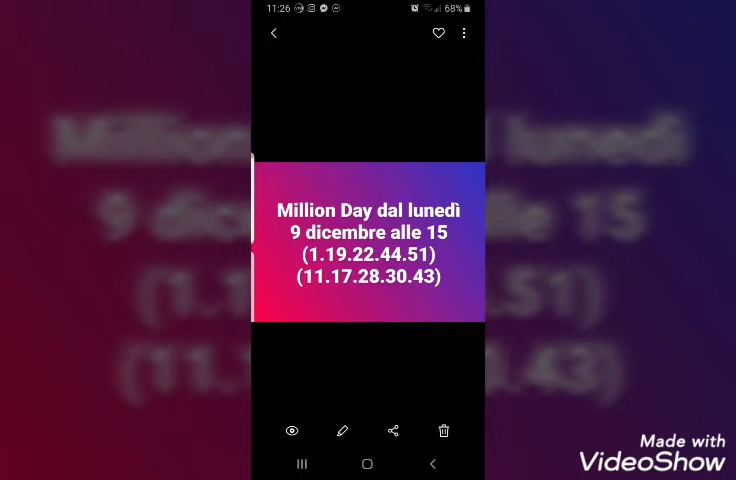 11:26
68%
Million Day dal lunedì
9 dicembre alle 15
(1.19.22.44.51)
(11.17.28.30.43)
Made with
VideoShow